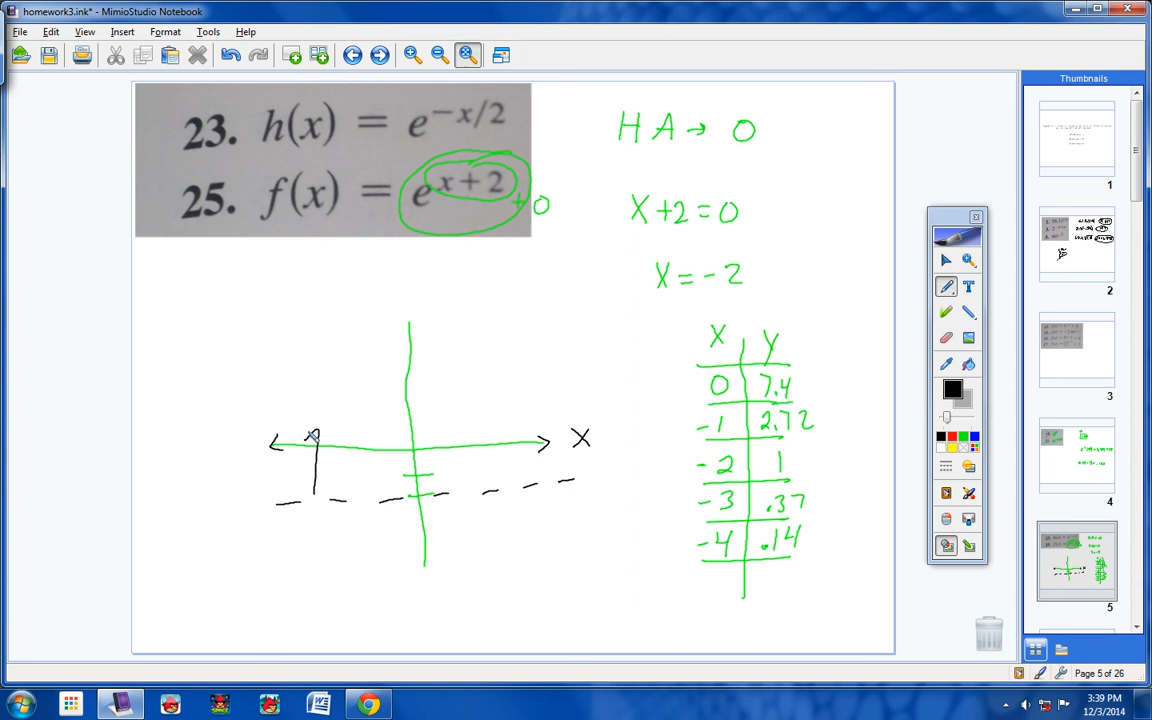 homework3.ink* - MimioStudio Notebook
File Edit View Insert Format Tools Help
23. h(x) = e^{-x/2}
25. f(x) = e^{x+2} + 0
H A → 0
x + 2 = 0
x = -2
X Y
0 7.4
-1 2.72
-2 1
-3 .37
-4 .14
X
Thumbnails
1
2
3
4
5
Page 5 of 26
3:39 PM
12/3/2014